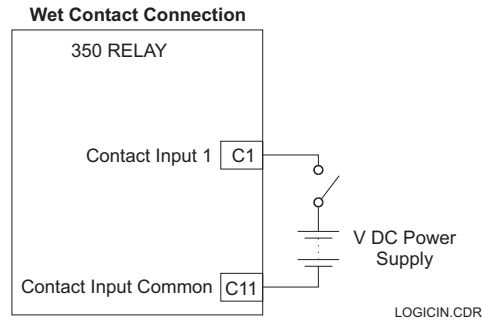 Wet Contact Connection
350 RELAY
Contact Input 1 C1
V DC Power
Supply
Contact Input Common C11
LOGICIN.CDR